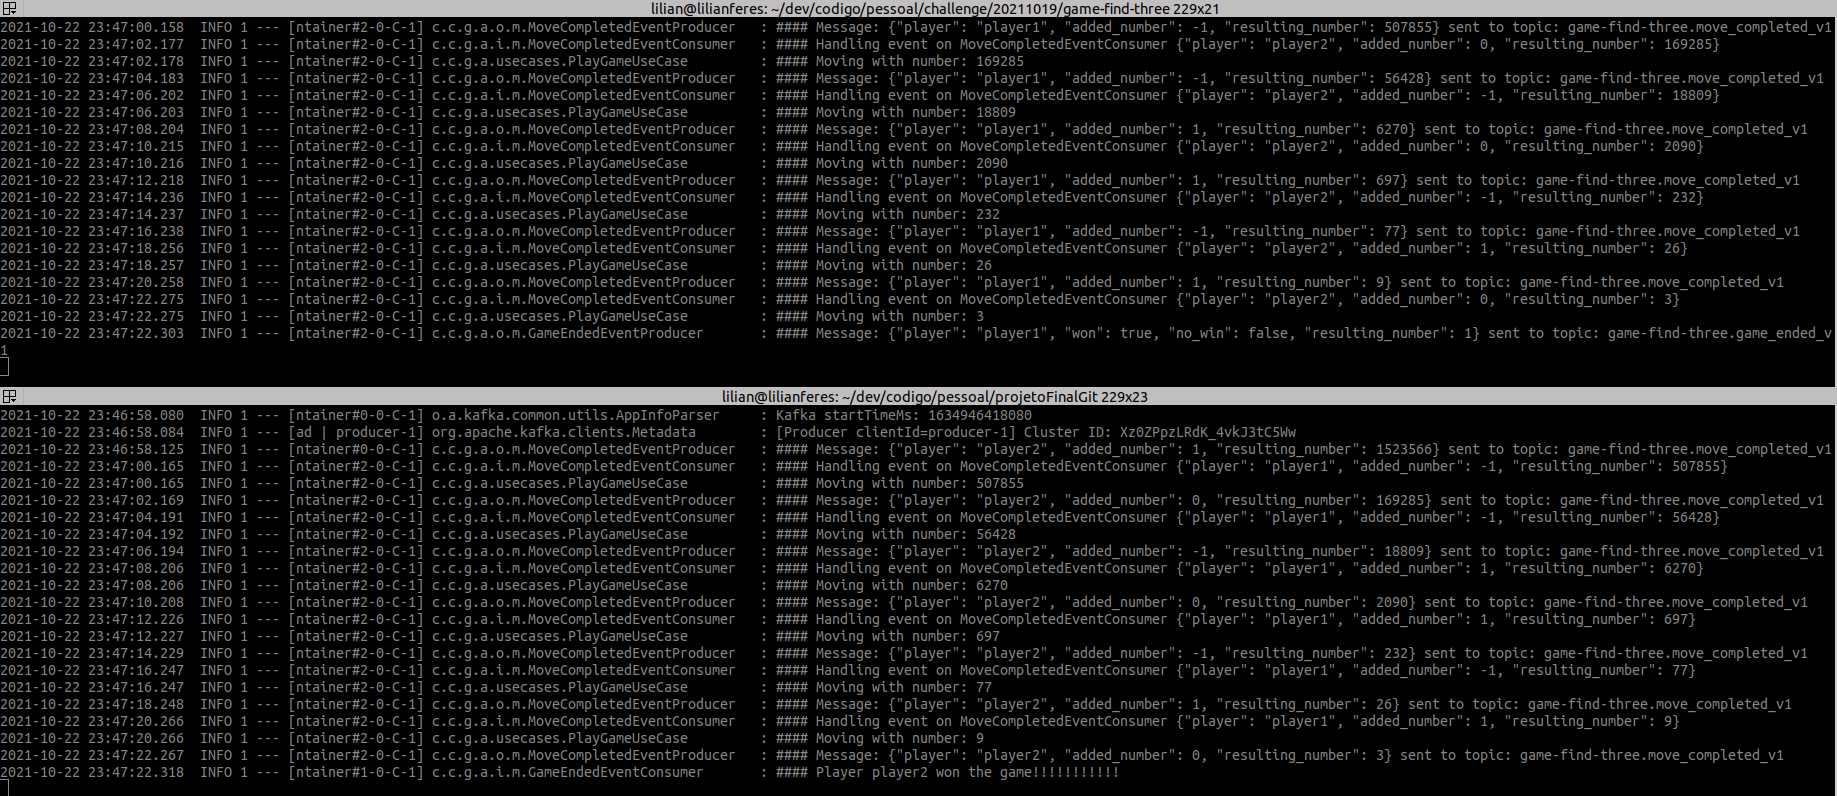 lilian@lilianferes: ~/dev/codigo/pessoal/challenge/20211019/game-find-three 229x21
2021-10-22 23:47:00.158  INFO 1 --- [ntainer#2-0-C-1] c.c.g.a.o.m.MoveCompletedEventProducer   : #### Message: {"player": "player1", "added_number": -1, "resulting_number": 507855} sent to topic: game-find-three.move_completed_v1
2021-10-22 23:47:02.177  INFO 1 --- [ntainer#2-0-C-1] c.c.g.a.i.m.MoveCompletedEventConsumer   : #### Handling event on MoveCompletedEventConsumer {"player": "player2", "added_number": 0, "resulting_number": 169285}
2021-10-22 23:47:02.178  INFO 1 --- [ntainer#2-0-C-1] c.c.g.a.usecases.PlayGameUseCase         : #### Moving with number: 169285
2021-10-22 23:47:04.183  INFO 1 --- [ntainer#2-0-C-1] c.c.g.a.o.m.MoveCompletedEventProducer   : #### Message: {"player": "player1", "added_number": -1, "resulting_number": 56428} sent to topic: game-find-three.move_completed_v1
2021-10-22 23:47:06.202  INFO 1 --- [ntainer#2-0-C-1] c.c.g.a.i.m.MoveCompletedEventConsumer   : #### Handling event on MoveCompletedEventConsumer {"player": "player2", "added_number": -1, "resulting_number": 18809}
2021-10-22 23:47:06.203  INFO 1 --- [ntainer#2-0-C-1] c.c.g.a.usecases.PlayGameUseCase         : #### Moving with number: 18809
2021-10-22 23:47:08.204  INFO 1 --- [ntainer#2-0-C-1] c.c.g.a.o.m.MoveCompletedEventProducer   : #### Message: {"player": "player1", "added_number": 1, "resulting_number": 6270} sent to topic: game-find-three.move_completed_v1
2021-10-22 23:47:10.215  INFO 1 --- [ntainer#2-0-C-1] c.c.g.a.i.m.MoveCompletedEventConsumer   : #### Handling event on MoveCompletedEventConsumer {"player": "player2", "added_number": 0, "resulting_number": 2090}
2021-10-22 23:47:10.216  INFO 1 --- [ntainer#2-0-C-1] c.c.g.a.usecases.PlayGameUseCase         : #### Moving with number: 2090
2021-10-22 23:47:12.218  INFO 1 --- [ntainer#2-0-C-1] c.c.g.a.o.m.MoveCompletedEventProducer   : #### Message: {"player": "player1", "added_number": 1, "resulting_number": 697} sent to topic: game-find-three.move_completed_v1
2021-10-22 23:47:14.236  INFO 1 --- [ntainer#2-0-C-1] c.c.g.a.i.m.MoveCompletedEventConsumer   : #### Handling event on MoveCompletedEventConsumer {"player": "player2", "added_number": -1, "resulting_number": 232}
2021-10-22 23:47:14.237  INFO 1 --- [ntainer#2-0-C-1] c.c.g.a.usecases.PlayGameUseCase         : #### Moving with number: 232
2021-10-22 23:47:16.238  INFO 1 --- [ntainer#2-0-C-1] c.c.g.a.o.m.MoveCompletedEventProducer   : #### Message: {"player": "player1", "added_number": -1, "resulting_number": 77} sent to topic: game-find-three.move_completed_v1
2021-10-22 23:47:18.256  INFO 1 --- [ntainer#2-0-C-1] c.c.g.a.i.m.MoveCompletedEventConsumer   : #### Handling event on MoveCompletedEventConsumer {"player": "player2", "added_number": 1, "resulting_number": 26}
2021-10-22 23:47:18.257  INFO 1 --- [ntainer#2-0-C-1] c.c.g.a.usecases.PlayGameUseCase         : #### Moving with number: 26
2021-10-22 23:47:20.258  INFO 1 --- [ntainer#2-0-C-1] c.c.g.a.o.m.MoveCompletedEventProducer   : #### Message: {"player": "player1", "added_number": 1, "resulting_number": 9} sent to topic: game-find-three.move_completed_v1
2021-10-22 23:47:22.275  INFO 1 --- [ntainer#2-0-C-1] c.c.g.a.i.m.MoveCompletedEventConsumer   : #### Handling event on MoveCompletedEventConsumer {"player": "player2", "added_number": 0, "resulting_number": 3}
2021-10-22 23:47:22.275  INFO 1 --- [ntainer#2-0-C-1] c.c.g.a.usecases.PlayGameUseCase         : #### Moving with number: 3
2021-10-22 23:47:22.303  INFO 1 --- [ntainer#2-0-C-1] c.c.g.a.o.m.GameEndedEventProducer       : #### Message: {"player": "player1", "won": true, "no_win": false, "resulting_number": 1} sent to topic: game-find-three.game_ended_v
1
lilian@lilianferes: ~/dev/codigo/pessoal/projetoFinalGit 229x23
2021-10-22 23:46:58.080  INFO 1 --- [ntainer#0-0-C-1] o.a.kafka.common.utils.AppInfoParser     : Kafka startTimeMs: 1634946418080
2021-10-22 23:46:58.084  INFO 1 --- [ad | producer-1] org.apache.kafka.clients.Metadata        : [Producer clientId=producer-1] Cluster ID: Xz0ZPpzLRdK_4vkJ3tC5Ww
2021-10-22 23:46:58.125  INFO 1 --- [ntainer#0-0-C-1] c.c.g.a.o.m.MoveCompletedEventProducer   : #### Message: {"player": "player2", "added_number": 1, "resulting_number": 1523566} sent to topic: game-find-three.move_completed_v1
2021-10-22 23:47:00.165  INFO 1 --- [ntainer#2-0-C-1] c.c.g.a.i.m.MoveCompletedEventConsumer   : #### Handling event on MoveCompletedEventConsumer {"player": "player1", "added_number": -1, "resulting_number": 507855}
2021-10-22 23:47:00.165  INFO 1 --- [ntainer#2-0-C-1] c.c.g.a.usecases.PlayGameUseCase         : #### Moving with number: 507855
2021-10-22 23:47:02.169  INFO 1 --- [ntainer#2-0-C-1] c.c.g.a.o.m.MoveCompletedEventProducer   : #### Message: {"player": "player2", "added_number": 0, "resulting_number": 169285} sent to topic: game-find-three.move_completed_v1
2021-10-22 23:47:04.191  INFO 1 --- [ntainer#2-0-C-1] c.c.g.a.i.m.MoveCompletedEventConsumer   : #### Handling event on MoveCompletedEventConsumer {"player": "player1", "added_number": -1, "resulting_number": 56428}
2021-10-22 23:47:04.192  INFO 1 --- [ntainer#2-0-C-1] c.c.g.a.usecases.PlayGameUseCase         : #### Moving with number: 56428
2021-10-22 23:47:06.194  INFO 1 --- [ntainer#2-0-C-1] c.c.g.a.o.m.MoveCompletedEventProducer   : #### Message: {"player": "player2", "added_number": -1, "resulting_number": 18809} sent to topic: game-find-three.move_completed_v1
2021-10-22 23:47:08.206  INFO 1 --- [ntainer#2-0-C-1] c.c.g.a.i.m.MoveCompletedEventConsumer   : #### Handling event on MoveCompletedEventConsumer {"player": "player1", "added_number": 1, "resulting_number": 6270}
2021-10-22 23:47:08.206  INFO 1 --- [ntainer#2-0-C-1] c.c.g.a.usecases.PlayGameUseCase         : #### Moving with number: 6270
2021-10-22 23:47:10.208  INFO 1 --- [ntainer#2-0-C-1] c.c.g.a.o.m.MoveCompletedEventProducer   : #### Message: {"player": "player2", "added_number": 0, "resulting_number": 2090} sent to topic: game-find-three.move_completed_v1
2021-10-22 23:47:12.226  INFO 1 --- [ntainer#2-0-C-1] c.c.g.a.i.m.MoveCompletedEventConsumer   : #### Handling event on MoveCompletedEventConsumer {"player": "player1", "added_number": 1, "resulting_number": 697}
2021-10-22 23:47:12.227  INFO 1 --- [ntainer#2-0-C-1] c.c.g.a.usecases.PlayGameUseCase         : #### Moving with number: 697
2021-10-22 23:47:14.229  INFO 1 --- [ntainer#2-0-C-1] c.c.g.a.o.m.MoveCompletedEventProducer   : #### Message: {"player": "player2", "added_number": -1, "resulting_number": 232} sent to topic: game-find-three.move_completed_v1
2021-10-22 23:47:16.247  INFO 1 --- [ntainer#2-0-C-1] c.c.g.a.i.m.MoveCompletedEventConsumer   : #### Handling event on MoveCompletedEventConsumer {"player": "player1", "added_number": -1, "resulting_number": 77}
2021-10-22 23:47:16.247  INFO 1 --- [ntainer#2-0-C-1] c.c.g.a.usecases.PlayGameUseCase         : #### Moving with number: 77
2021-10-22 23:47:18.248  INFO 1 --- [ntainer#2-0-C-1] c.c.g.a.o.m.MoveCompletedEventProducer   : #### Message: {"player": "player2", "added_number": 1, "resulting_number": 26} sent to topic: game-find-three.move_completed_v1
2021-10-22 23:47:20.266  INFO 1 --- [ntainer#2-0-C-1] c.c.g.a.i.m.MoveCompletedEventConsumer   : #### Handling event on MoveCompletedEventConsumer {"player": "player1", "added_number": 1, "resulting_number": 9}
2021-10-22 23:47:20.266  INFO 1 --- [ntainer#2-0-C-1] c.c.g.a.usecases.PlayGameUseCase         : #### Moving with number: 9
2021-10-22 23:47:22.267  INFO 1 --- [ntainer#2-0-C-1] c.c.g.a.o.m.MoveCompletedEventProducer   : #### Message: {"player": "player2", "added_number": 0, "resulting_number": 3} sent to topic: game-find-three.move_completed_v1
2021-10-22 23:47:22.318  INFO 1 --- [ntainer#1-0-C-1] c.c.g.a.i.m.GameEndedEventConsumer       : #### Player player2 won the game!!!!!!!!!!!